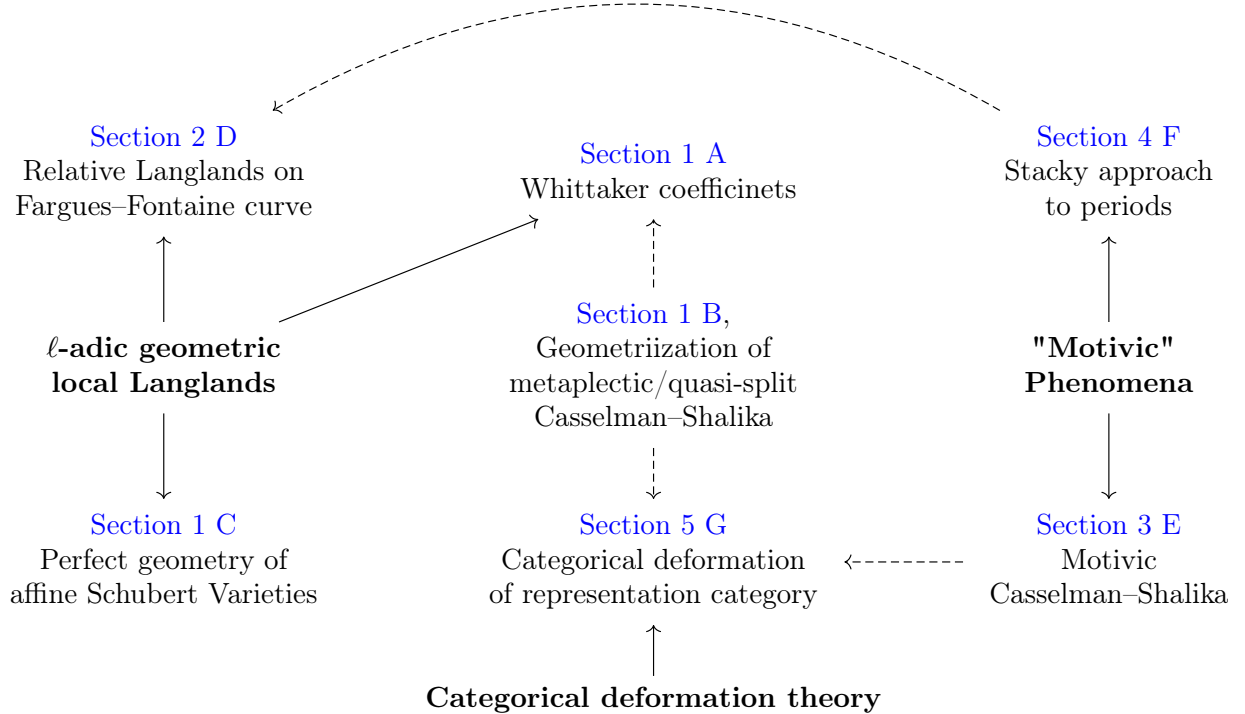 Section 2 D
Relative Langlands on
Fargues–Fontaine curve
Section 1 A
Whittaker coefficinets
Section 4 F
Stacky approach
to periods
ℓ-adic geometric
local Langlands
Section 1 B,
Geometriization of
metaplectic/quasi-split
Casselman–Shalika
"Motivic"
Phenomena
Section 1 C
Perfect geometry of
affine Schubert Varieties
Section 5 G
Categorical deformation
of representation category
Section 3 E
Motivic
Casselman–Shalika
Categorical deformation theory